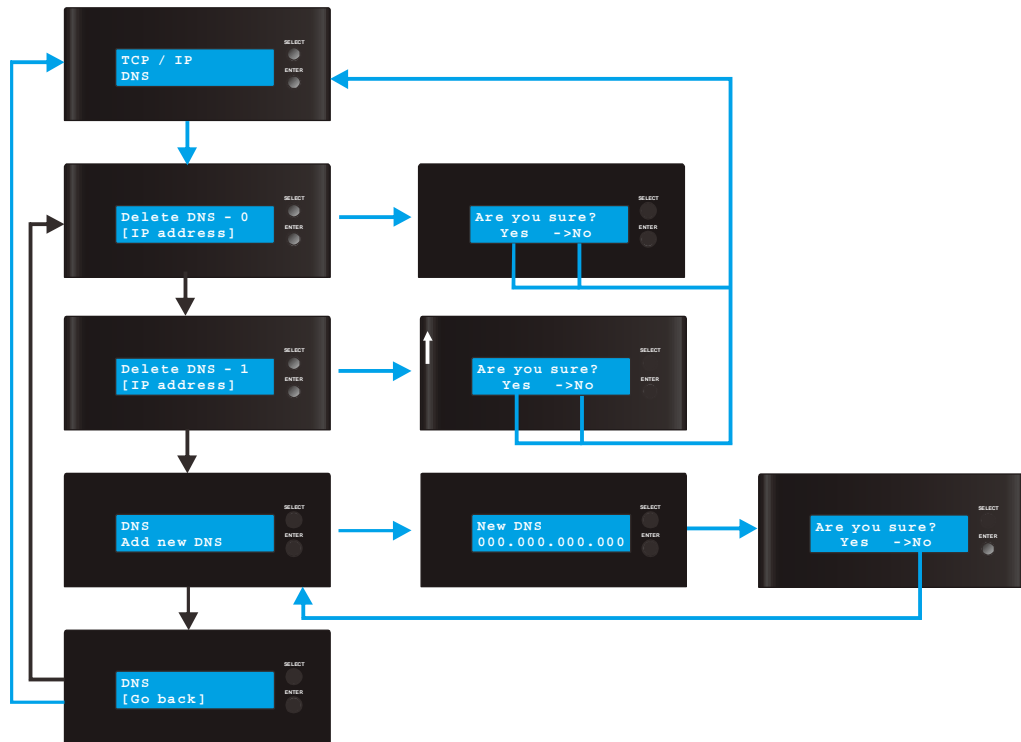 TCP / IP
DNS
SELECT
ENTER
Delete DNS - 0
[IP address]
SELECT
ENTER
Are you sure?
Yes ->No
SELECT
ENTER
Delete DNS - 1
[IP address]
SELECT
ENTER
Are you sure?
Yes ->No
SELECT
ENTER
DNS
Add new DNS
SELECT
ENTER
New DNS
000.000.000.000
SELECT
ENTER
Are you sure?
Yes ->No
SELECT
ENTER
DNS
[Go back]
SELECT
ENTER